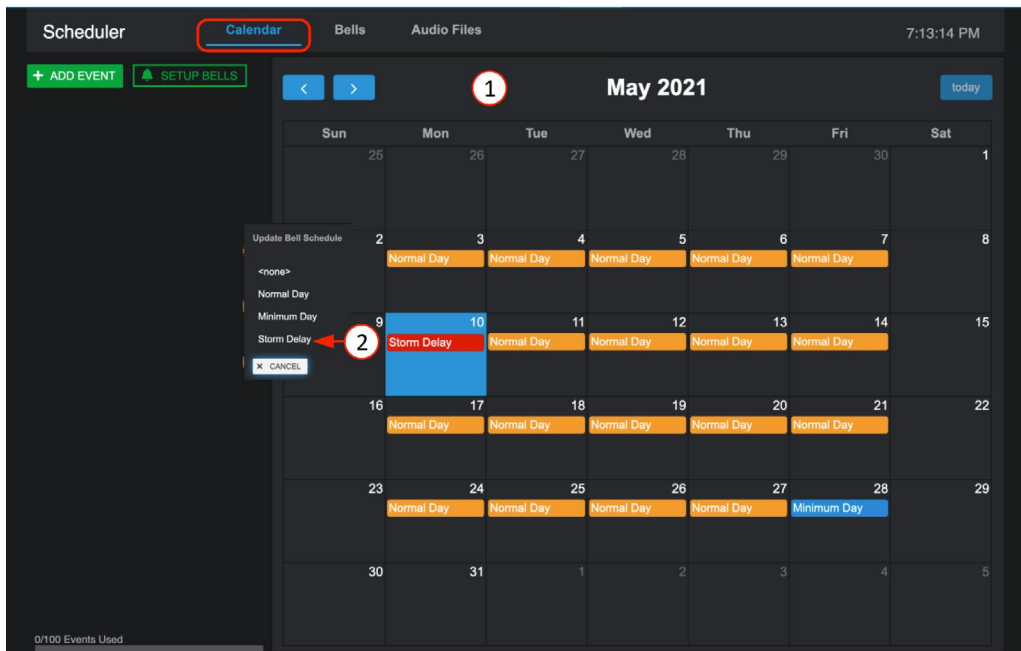 Scheduler Calendar Bells Audio Files 7:13:14 PM
+ ADD EVENT SETUP BELLS
< > 1 May 2021 today
Sun Mon Tue Wed Thu Fri Sat
25 26 27 28 29 30 1
2 3 4 5 6 7 8
Normal Day Normal Day Normal Day Normal Day Normal Day
Update Bell Schedule
<none>
Normal Day
Minimum Day
Storm Delay 2
× CANCEL
9 10 11 12 13 14 15
Storm Delay Normal Day Normal Day Normal Day Normal Day
16 17 18 19 20 21 22
Normal Day Normal Day Normal Day Normal Day Normal Day
23 24 25 26 27 28 29
Normal Day Normal Day Normal Day Normal Day Minimum Day
30 31 1 2 3 4 5
0/100 Events Used